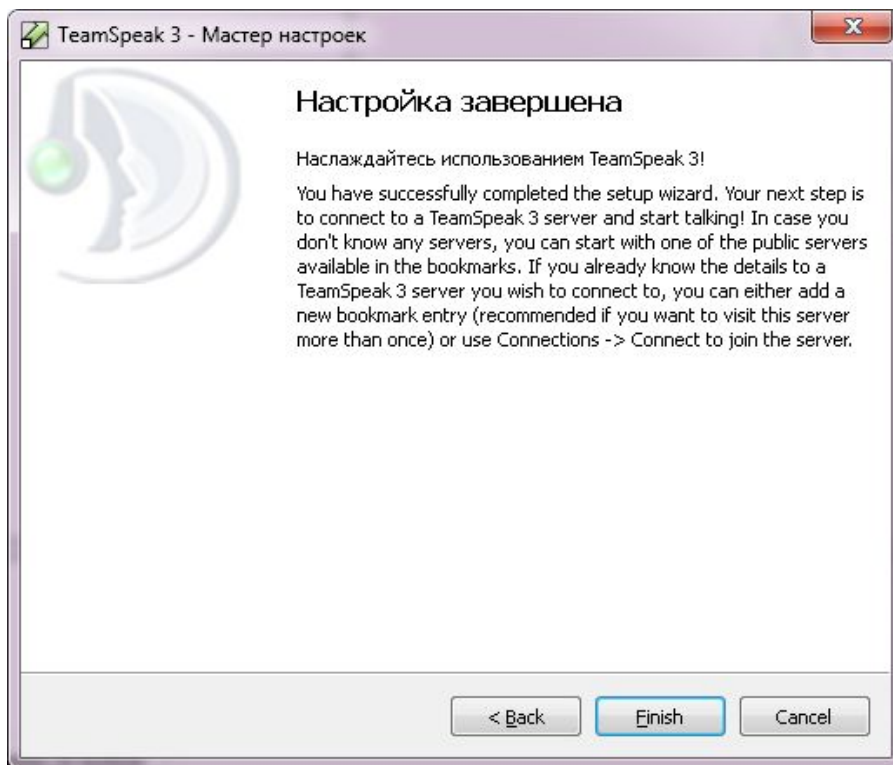 TeamSpeak 3 - Мастер настроек
Настройка завершена
Наслаждайтесь использованием TeamSpeak 3!
You have successfully completed the setup wizard. Your next step is
to connect to a TeamSpeak 3 server and start talking! In case you
don't know any servers, you can start with one of the public servers
available in the bookmarks. If you already know the details to a
TeamSpeak 3 server you wish to connect to, you can either add a
new bookmark entry (recommended if you want to visit this server
more than once) or use Connections -> Connect to join the server.
< Back
Finish
Cancel